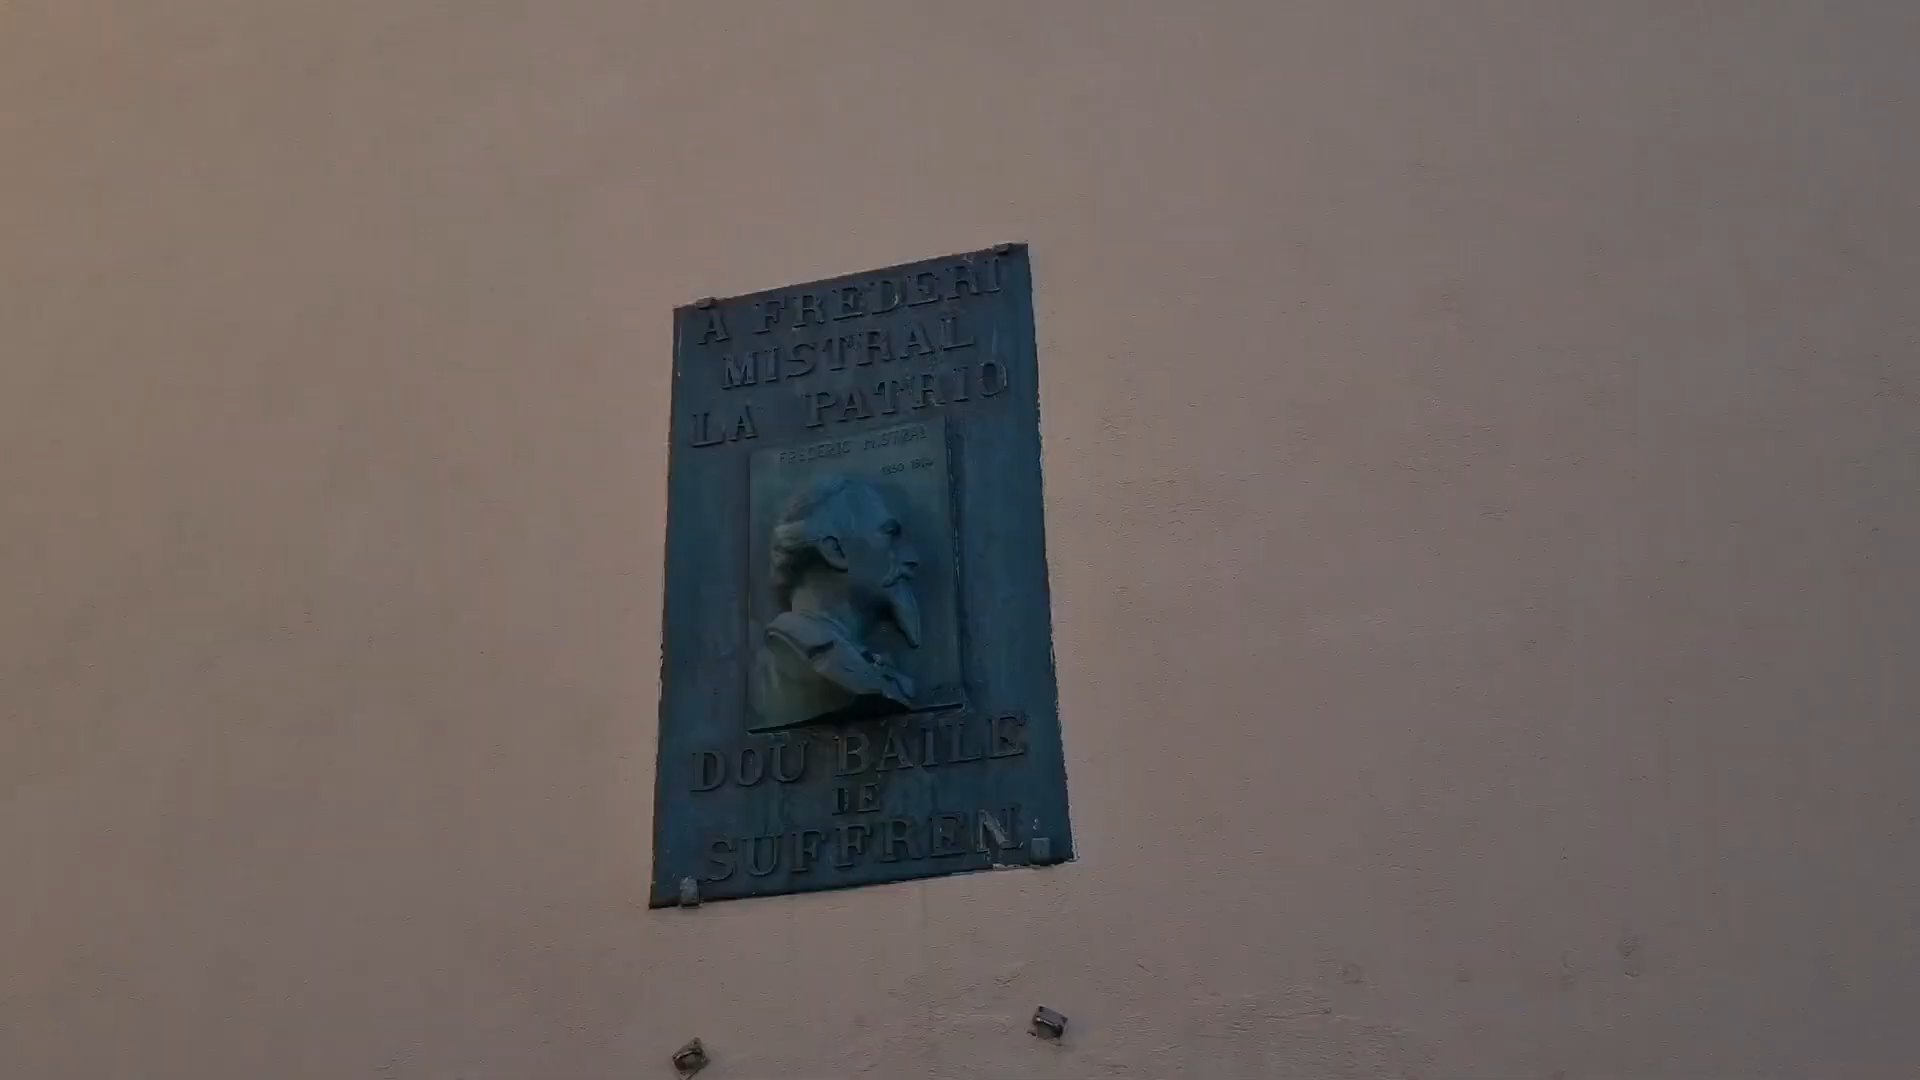 À FREDERI
MISTRAL
LA PATRIO
FREDERIC MISTRAL
DOU BAILE
DE
SUFFREN